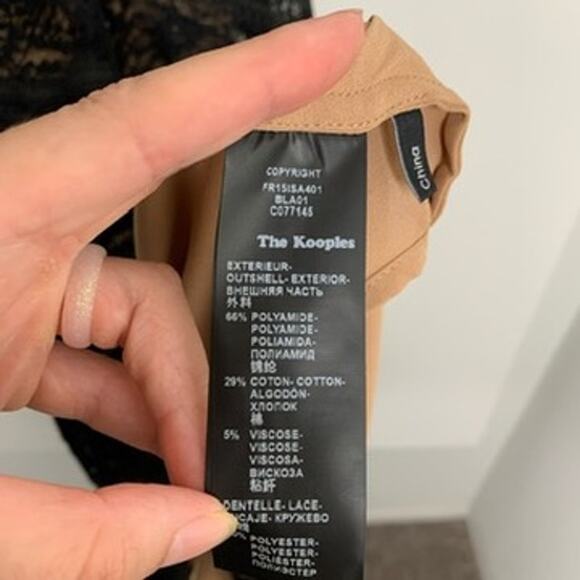 COPYRIGHT
FR15ISA401
BLA01
C077145
The Kooples
EXTERIEUR-
OUTSHELL- EXTERIOR-
ВНЕШНЯЯ ЧАСТЬ
外料
66% POLYAMIDE-
POLYAMIDE-
POLIAMIDA-
ПОЛИАМИД
锦纶
29% COTON- COTTON-
ALGODÓN-
ХЛОПОК
棉
5% VISCOSE-
VISCOSE-
VISCOSA-
ВИСКОЗА
粘纤
DENTELLE- LACE-
КРУЖЕВО
POLYESTER-
POLYESTER-
POLIÉSTER-
ПОЛИЭСТЕР
China